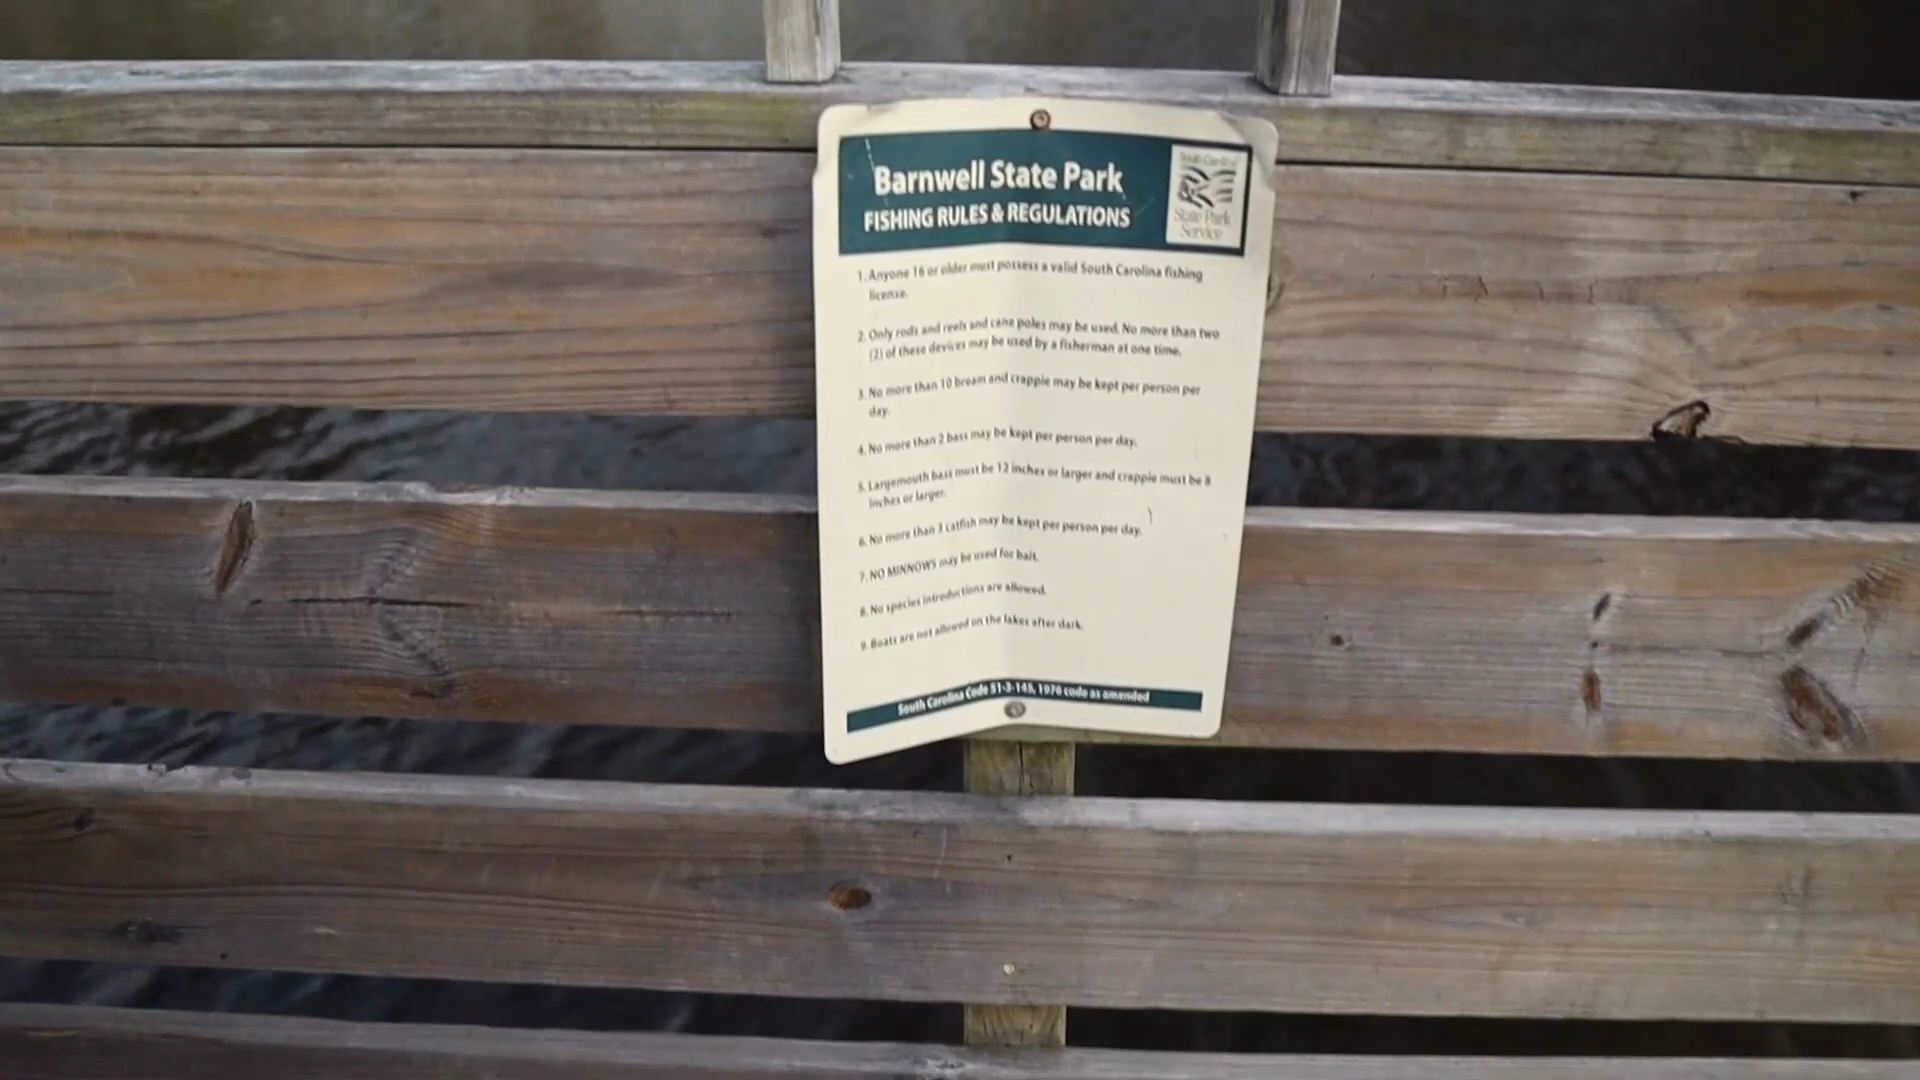 Barnwell State Park
FISHING RULES & REGULATIONS
South Carolina
State Park
Service
1. Anyone 16 or older must possess a valid South Carolina fishing
license.
2. Only rods and reels and cane poles may be used. No more than two
(2) of these devices may be used by a fisherman at one time.
3. No more than 10 bream and crappie may be kept per person per
day.
4. No more than 2 bass may be kept per person per day.
5. Largemouth bass must be 12 inches or larger and crappie must be 8
inches or larger.
6. No more than 3 catfish may be kept per person per day.
7. NO MINNOWS may be used for bait.
8. No species introductions are allowed.
9. Boats are not allowed on the lakes after dark.
South Carolina Code 51-3-145, 1976 code as amended